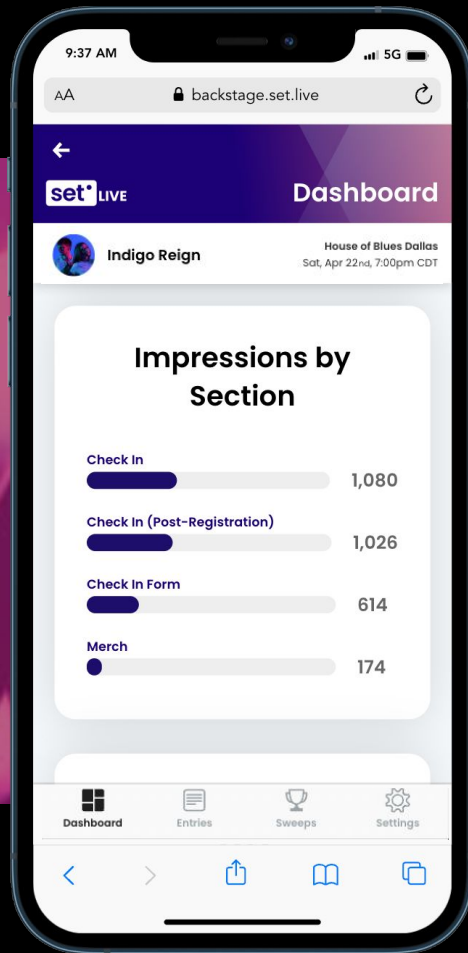 9:37 AM
5G
AA
backstage.set.live
set LIVE
Dashboard
Indigo Reign
House of Blues Dallas
Sat, Apr 22nd, 7:00pm CDT
Impressions by
Section
Check In
1,080
Check In (Post-Registration)
1,026
Check In Form
614
Merch
174
Dashboard
Entries
Sweeps
Settings